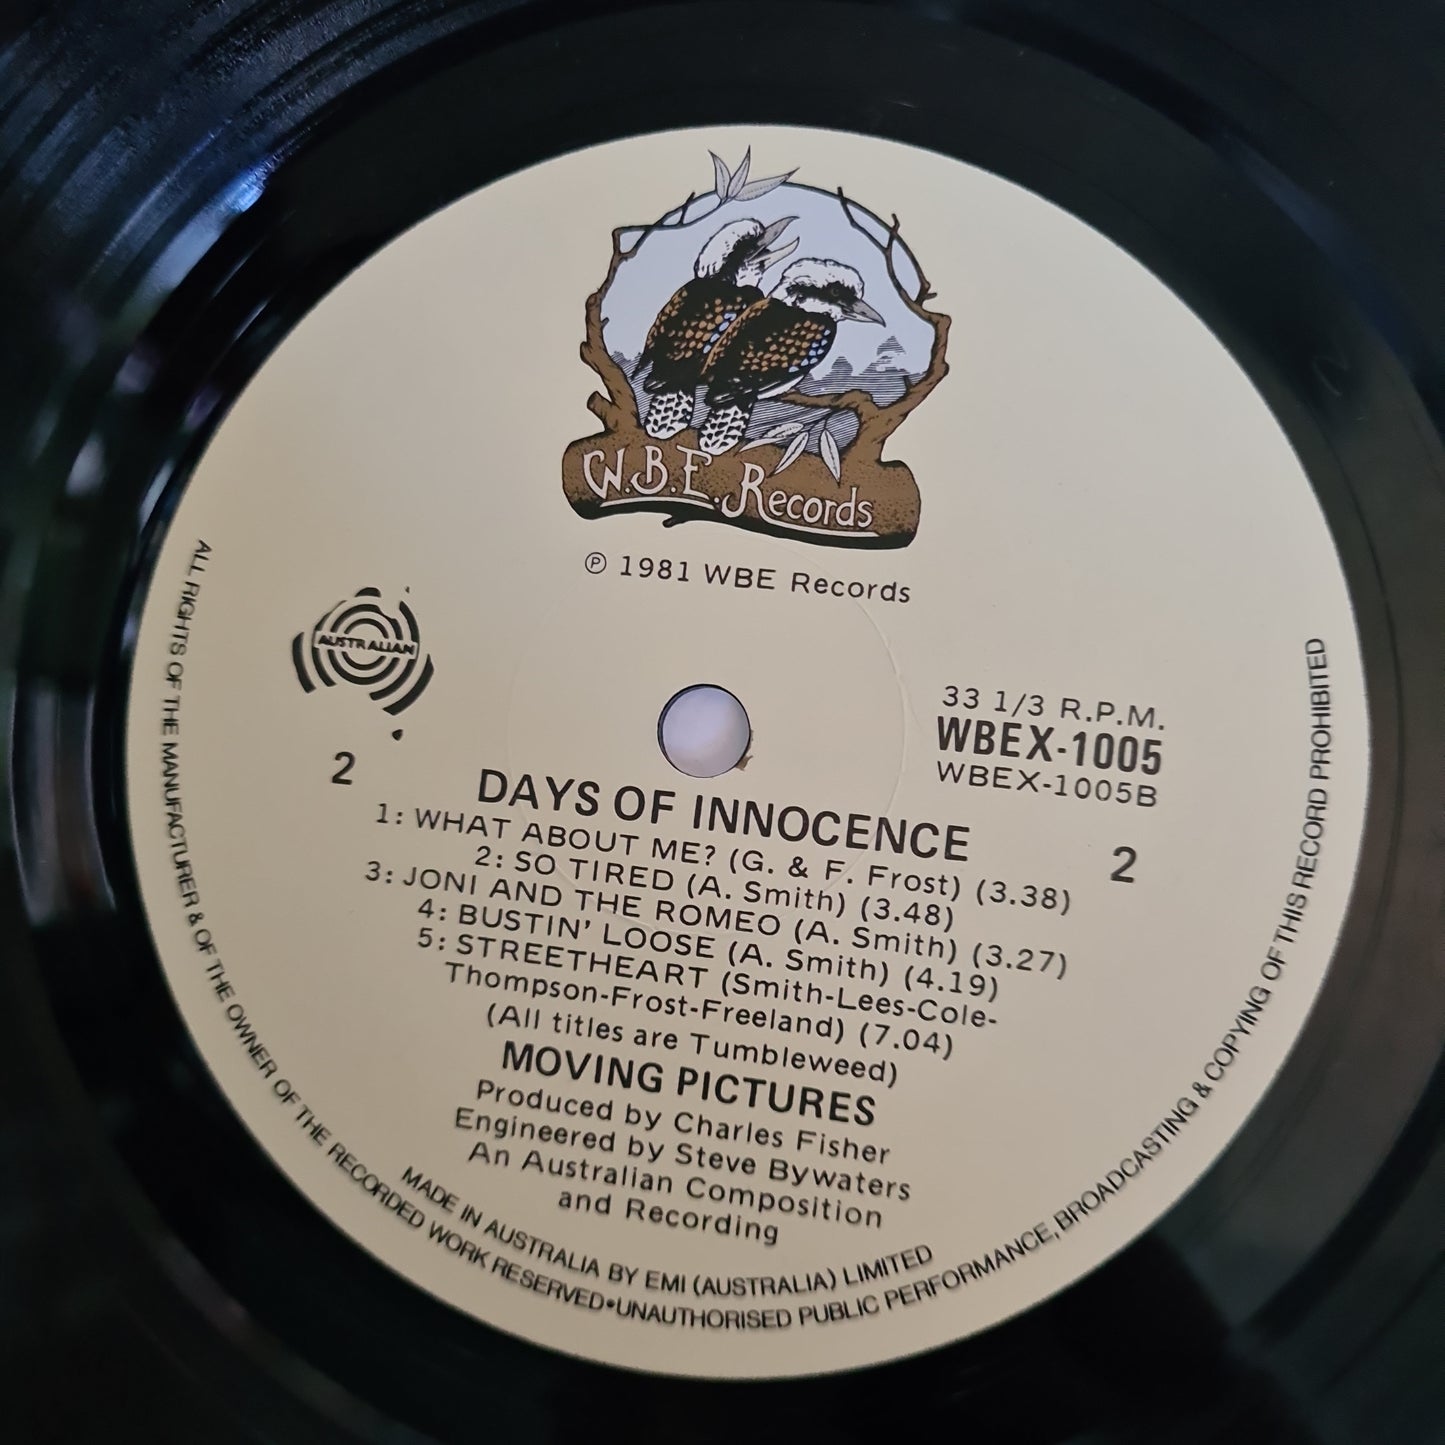 W.B.E. Records
℗ 1981 WBE Records
AUSTRALIAN
33 1/3 R.P.M.
WBEX-1005
WBEX-1005B
2
2
DAYS OF INNOCENCE
1: WHAT ABOUT ME? (G. & F. Frost) (3.38)
2: SO TIRED (A. Smith) (3.48)
3: JONI AND THE ROMEO (A. Smith) (3.27)
4: BUSTIN' LOOSE (A. Smith) (4.19)
5: STREETHEART (Smith-Lees-Cole-
Thompson-Frost-Freeland) (7.04)
(All titles are Tumbleweed)
MOVING PICTURES
Produced by Charles Fisher
Engineered by Steve Bywaters
An Australian Composition
and Recording
MADE IN AUSTRALIA BY EMI (AUSTRALIA) LIMITED
ALL RIGHTS OF THE MANUFACTURER & OF THE OWNER OF THE RECORDED WORK RESERVED•UNAUTHORISED PUBLIC PERFORMANCE, BROADCASTING & COPYING OF THIS RECORD PROHIBITED